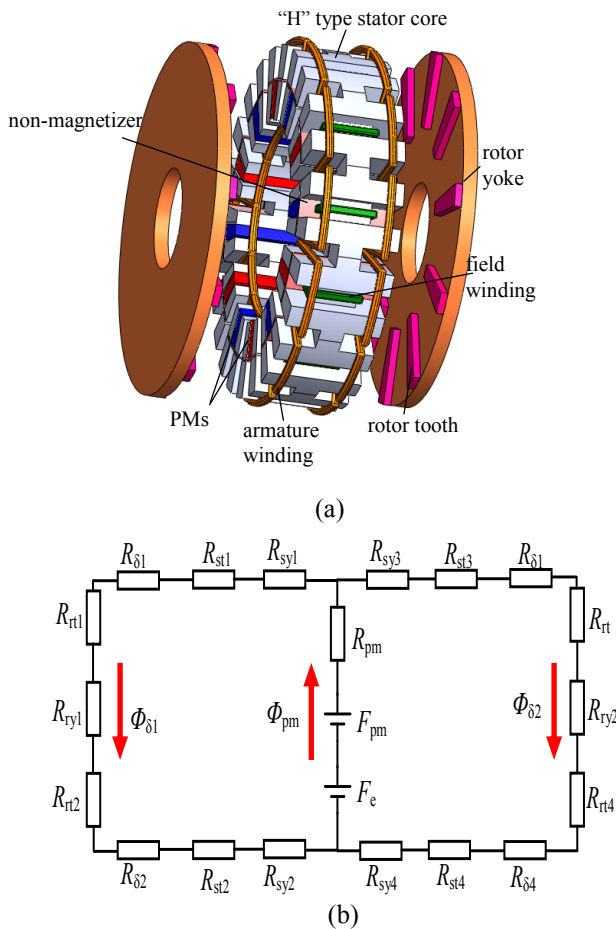 “H” type stator core
non-magnetizer
rotor
yoke
field
winding
PMs
armature
winding
rotor tooth
(a)
Rδ1 Rst1 Rsy1 Rsy3 Rst3 Rδ1
Rrt1 Rpm Rrt
Rry1 Φδ1 Φpm Fpm Φδ2 Rry2
Rrt2 Fe Rrt4
Rδ2 Rst2 Rsy2 Rsy4 Rst4 Rδ4
(b)